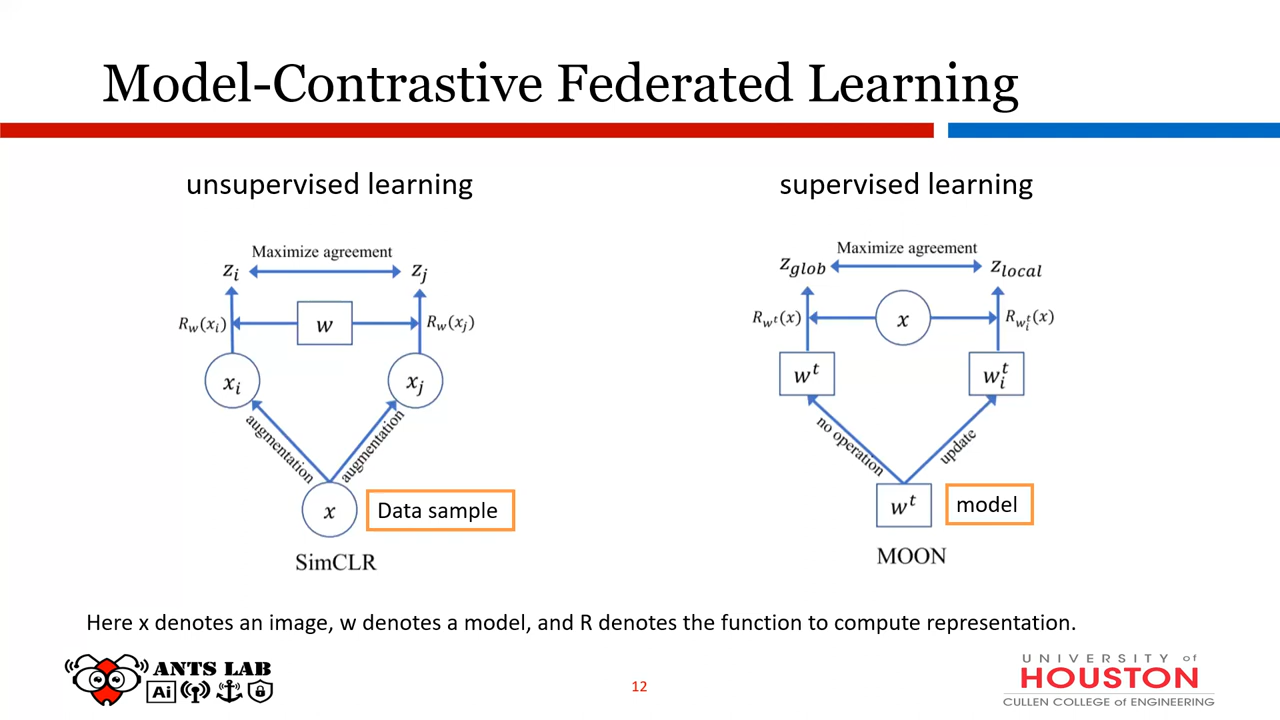 Model-Contrastive Federated Learning
unsupervised learning
Maximize agreement
z_i
z_j
R_w(x_i)
w
R_w(x_j)
x_i
x_j
augmentation
augmentation
x
Data sample
SimCLR
supervised learning
Maximize agreement
z_glob
z_local
R_{w^t}(x)
x
R_{w_i^t}(x)
w^t
w_i^t
no operation
update
w^t
model
MOON
Here x denotes an image, w denotes a model, and R denotes the function to compute representation.
ANTS LAB
Ai
12
UNIVERSITY of
HOUSTON
CULLEN COLLEGE of ENGINEERING